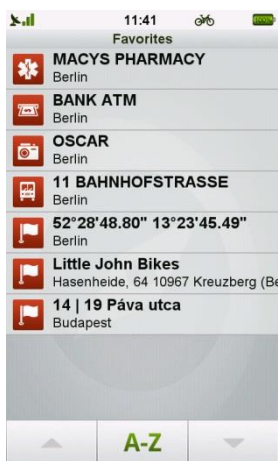 11:41
Favorites
MACYS PHARMACY
Berlin
BANK ATM
Berlin
OSCAR
Berlin
11 BAHNHOFSTRASSE
Berlin
52°28'48.80" 13°23'45.49"
Berlin
Little John Bikes
Hasenheide, 64 10967 Kreuzberg (Be
14 | 19 Páva utca
Budapest
A-Z